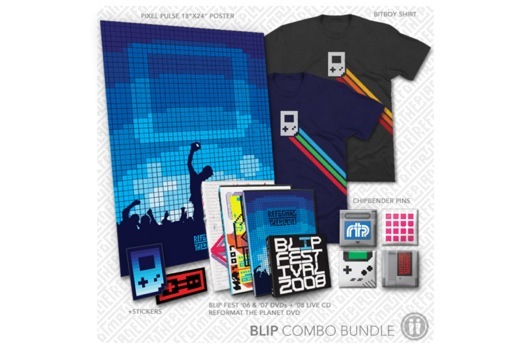 PIXEL PULSE 18"X24" POSTER
BITBOY SHIRT
CHIPBENDER PINS
BLIP
FEST
IVAL
2008
+STICKERS
BLIP FEST '06 & '07 DVDs + '08 LIVE CD
REFORMAT THE PLANET DVD
BLIP COMBO BUNDLE